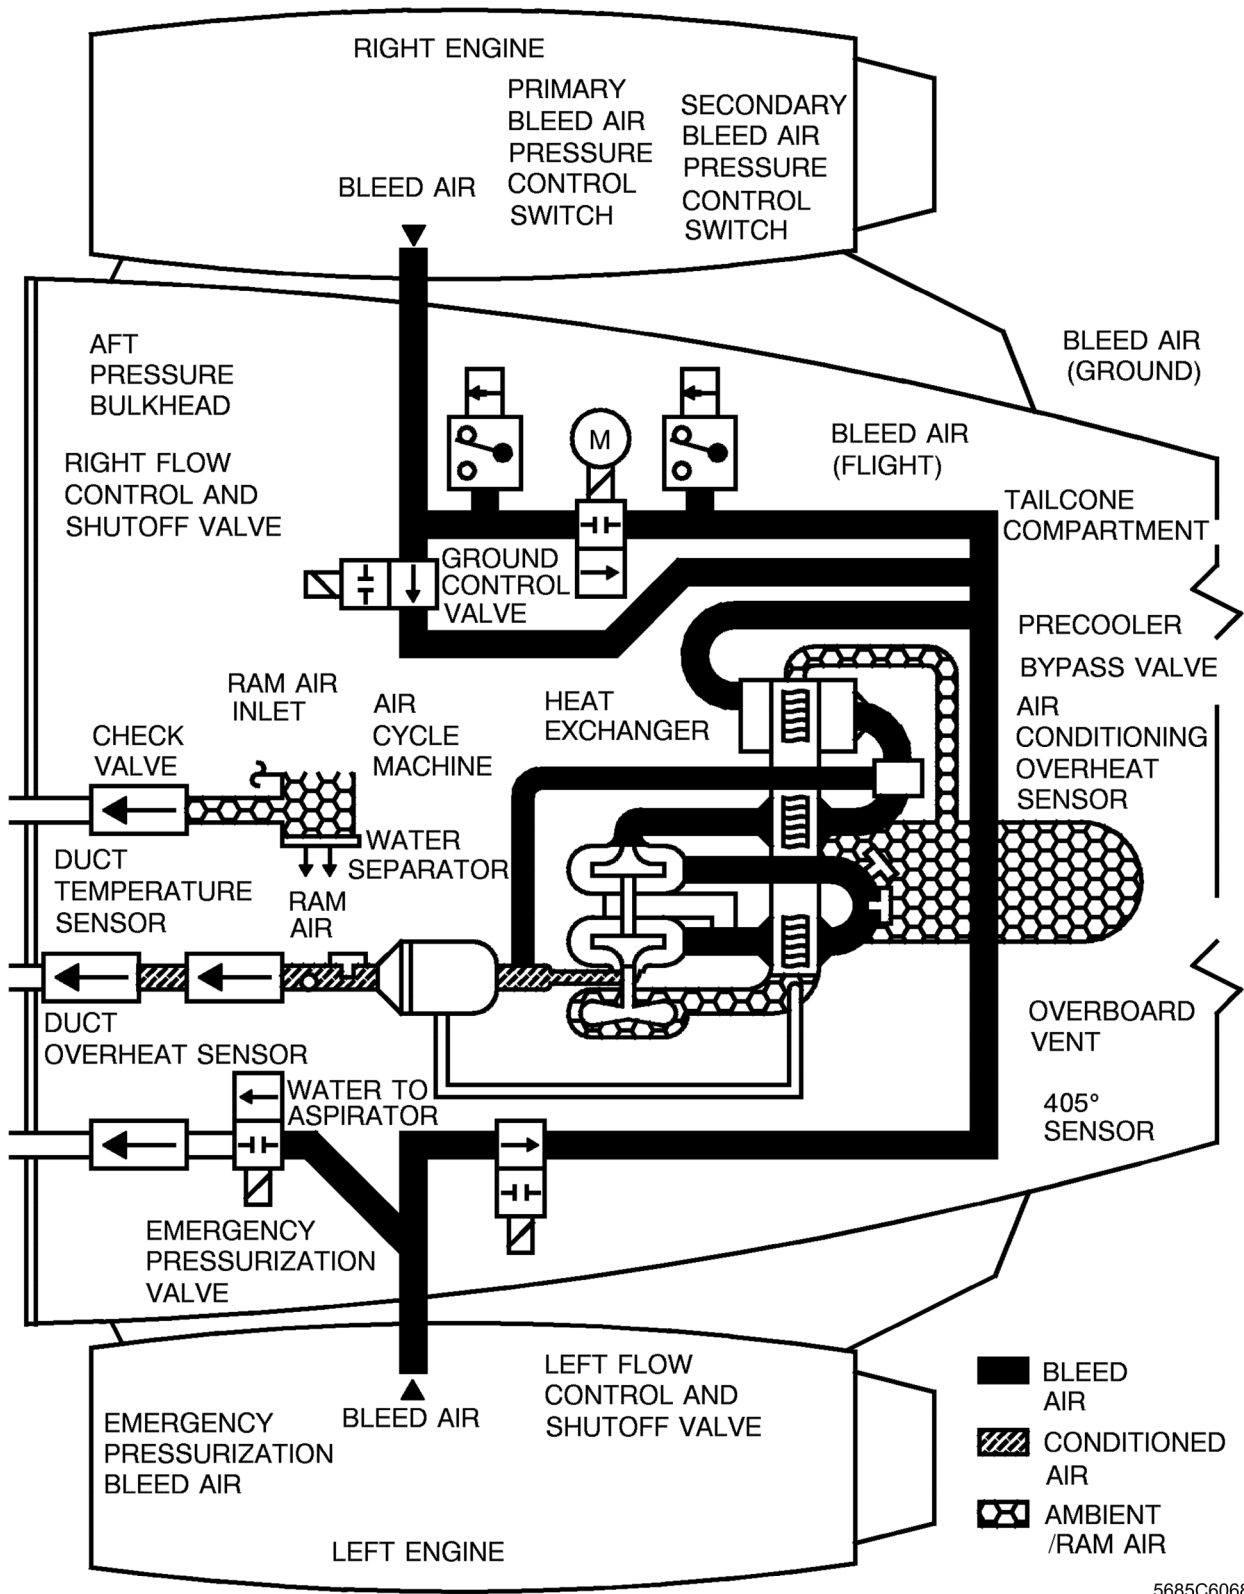 RIGHT ENGINE
PRIMARY
BLEED AIR
PRESSURE
CONTROL
SWITCH
SECONDARY
BLEED AIR
PRESSURE
CONTROL
SWITCH
BLEED AIR
AFT
PRESSURE
BULKHEAD
BLEED AIR
(GROUND)
M
BLEED AIR
(FLIGHT)
RIGHT FLOW
CONTROL AND
SHUTOFF VALVE
TAILCONE
COMPARTMENT
GROUND
CONTROL
VALVE
PRECOOLER
BYPASS VALVE
RAM AIR
INLET
AIR
CYCLE
MACHINE
HEAT
EXCHANGER
AIR
CONDITIONING
OVERHEAT
SENSOR
CHECK
VALVE
WATER
SEPARATOR
DUCT
TEMPERATURE
SENSOR
RAM
AIR
DUCT
OVERHEAT SENSOR
OVERBOARD
VENT
WATER TO
ASPIRATOR
405°
SENSOR
EMERGENCY
PRESSURIZATION
VALVE
LEFT FLOW
CONTROL AND
SHUTOFF VALVE
BLEED AIR
EMERGENCY
PRESSURIZATION
BLEED AIR
LEFT ENGINE
BLEED
AIR
CONDITIONED
AIR
AMBIENT
/RAM AIR
5685C6068